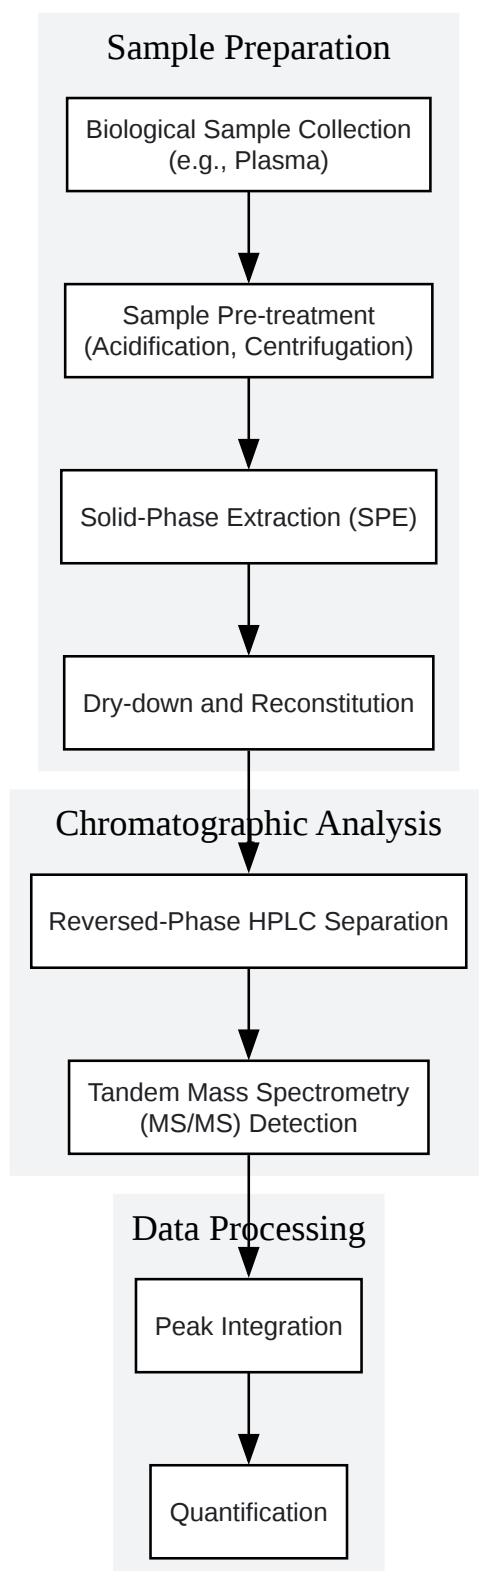 Sample Preparation
Biological Sample Collection
(e.g., Plasma)
Sample Pre-treatment
(Acidification, Centrifugation)
Solid-Phase Extraction (SPE)
Dry-down and Reconstitution
Chromatographic Analysis
Reversed-Phase HPLC Separation
Tandem Mass Spectrometry
(MS/MS) Detection
Data Processing
Peak Integration
Quantification